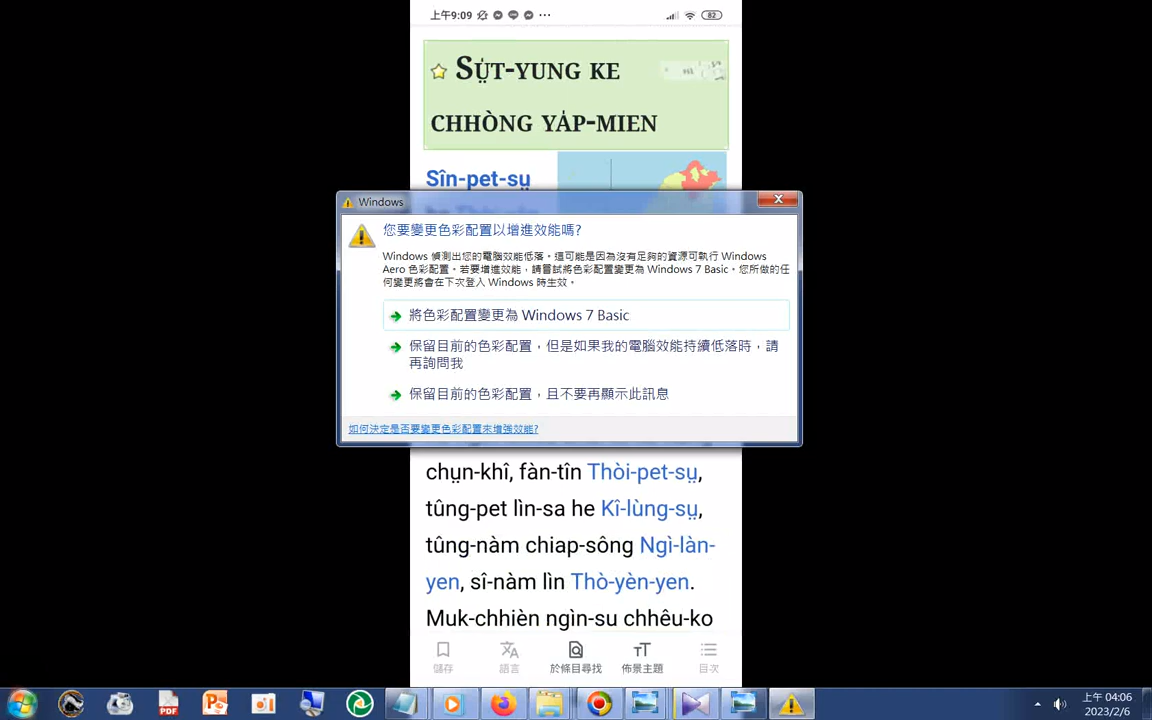 上午9:09
82
Sṳ̍T-YUNG KE
CHHÒNG YA̍P-MIEN
Sîn-pet-sṳ
Windows
您要變更色彩配置以增進效能嗎?
Windows 偵測出您的電腦效能低落。這可能是因為沒有足夠的資源可執行 Windows
Aero 色彩配置。若要增進效能，請嘗試將色彩配置變更為 Windows 7 Basic。您所做的任
何變更將會在下次登入 Windows 時生效。
將色彩配置變更為 Windows 7 Basic
保留目前的色彩配置，但是如果我的電腦效能持續低落時，請
再詢問我
保留目前的色彩配置，且不要再顯示此訊息
如何決定是否要變更色彩配置來增強效能?
chṳn-khî, fàn-tîn Thòi-pet-sṳ,
tûng-pet lìn-sa he Kî-lùng-sṳ,
tûng-nàm chiap-sông Ngì-làn-
yen, sî-nàm lìn Thò-yèn-yen.
Muk-chhièn ngìn-su chhêu-ko
儲存
語言
於條目尋找
佈景主題
目次
PDF
上午 04:06
2023/2/6